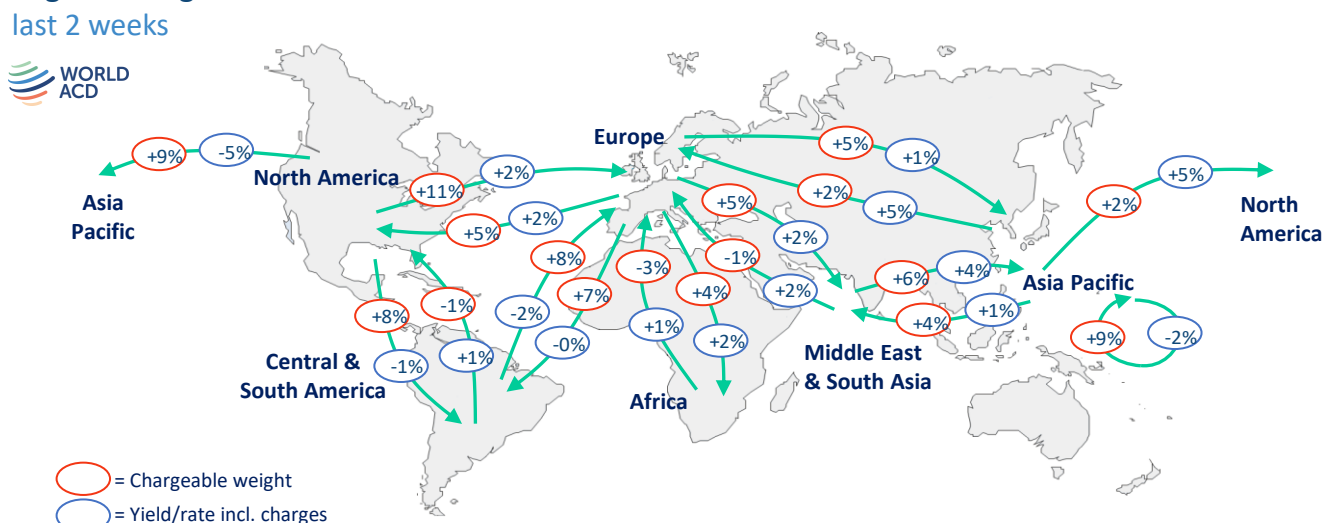 last 2 weeks
WORLD
ACD
Europe
+5%
+1%
+9%
-5%
+2%
+5%
North America
+11%
+2%
+2%
+5%
Asia
Pacific
+5%
+2%
+5%
+2%
North
America
+8%
-3%
-1%
+6%
+4%
Asia Pacific
+7%
+4%
+2%
-1%
+8%
-2%
+1%
+4%
+1%
-0%
+2%
+9%
-2%
Central &
South America
-1%
+1%
Middle East
& South Asia
Africa
= Chargeable weight
= Yield/rate incl. charges